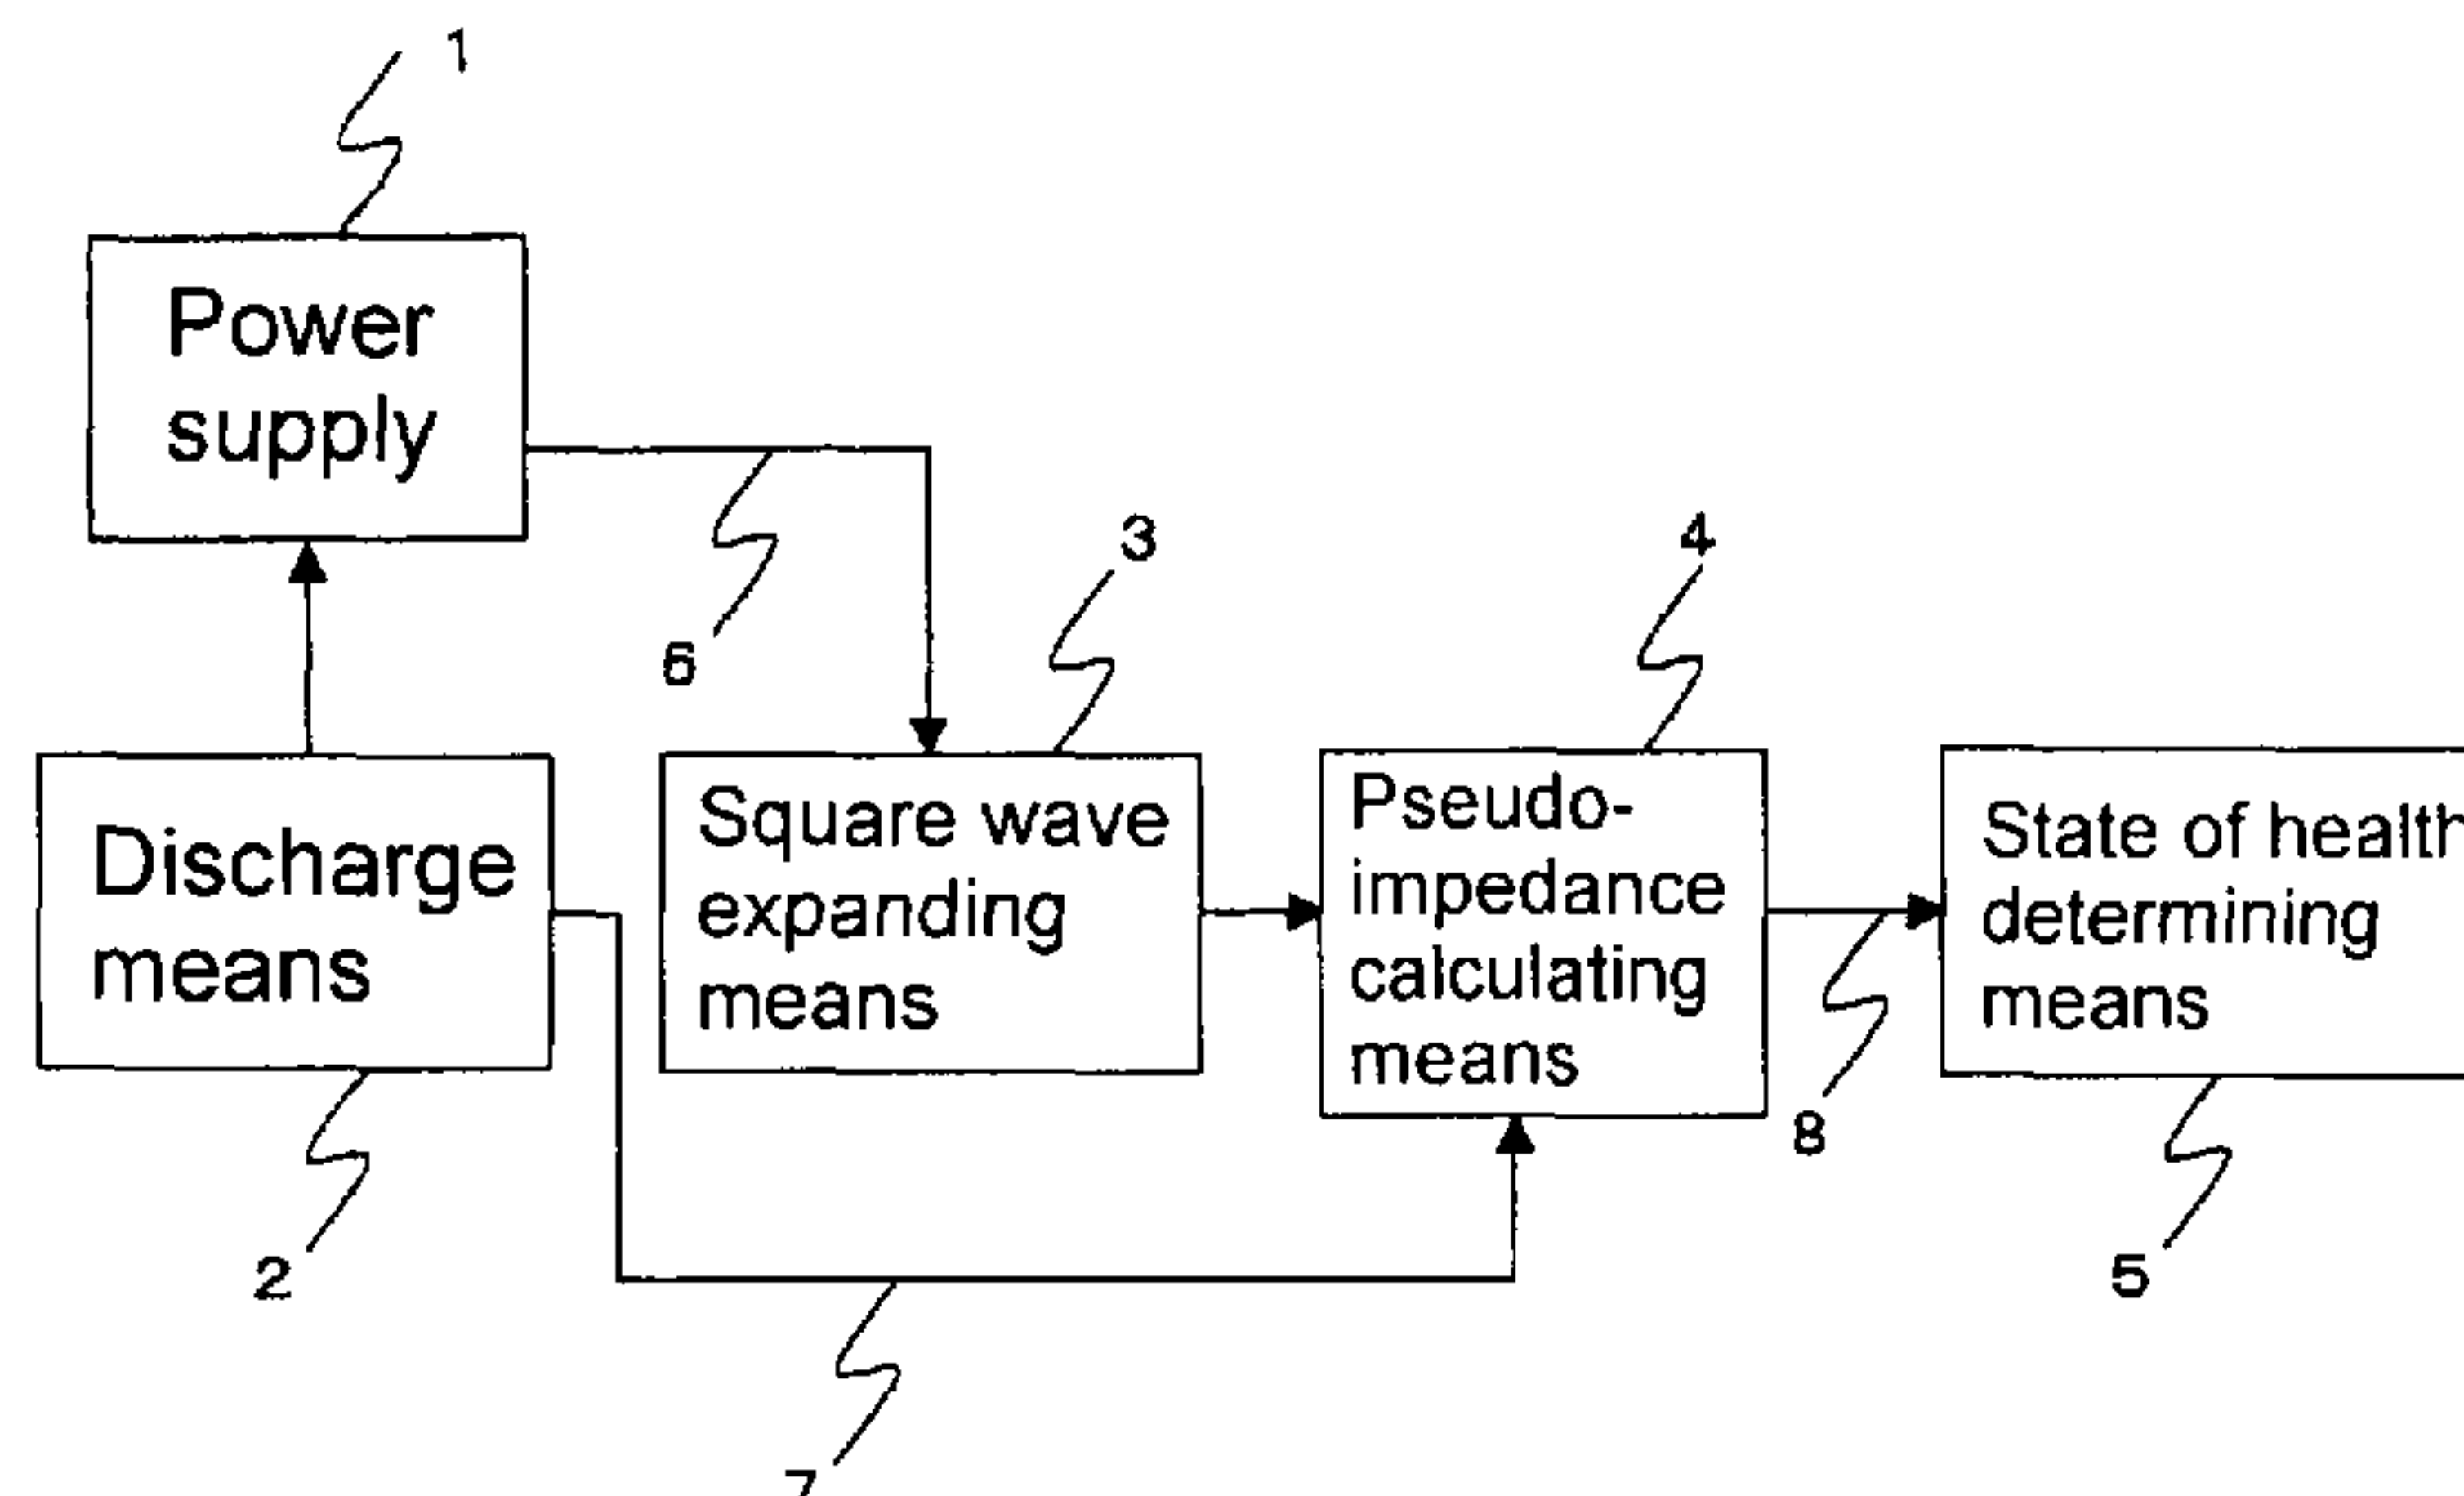 1
Power
supply
6
3
4
Discharge
means
Square wave
expanding
means
Pseudo-
impedance
calculating
means
State of health
determining
means
2
8
5
7